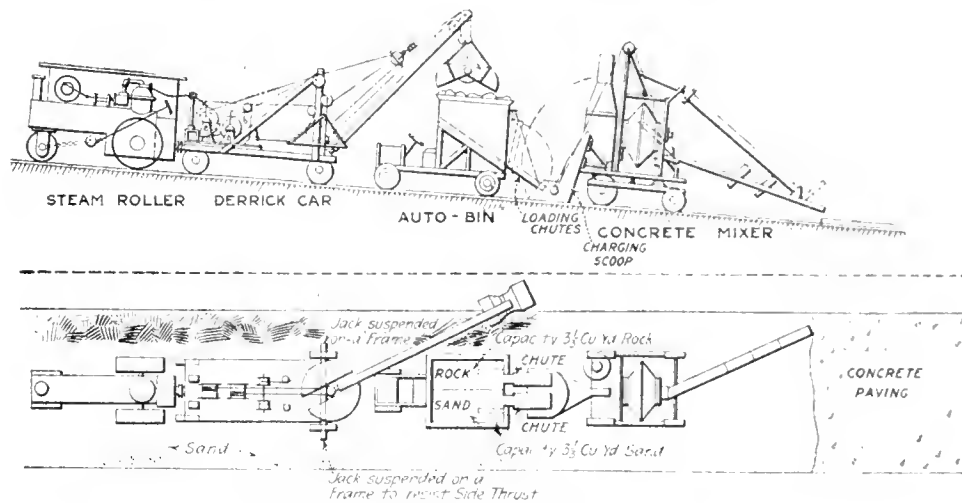 STEAM ROLLER DERRICK CAR
AUTO-BIN
LOADING
CHUTES
CONCRETE MIXER
CHARGING
SCOOP
Jack suspended
on a Frame
Capacity 3½ Cu Yd Rock
ROCK
SAND
CHUTE
CHUTE
CONCRETE
PAVING
Sand
Capacity 3½ Cu Yd Sand
Jack suspended on a
Frame to resist Side Thrust